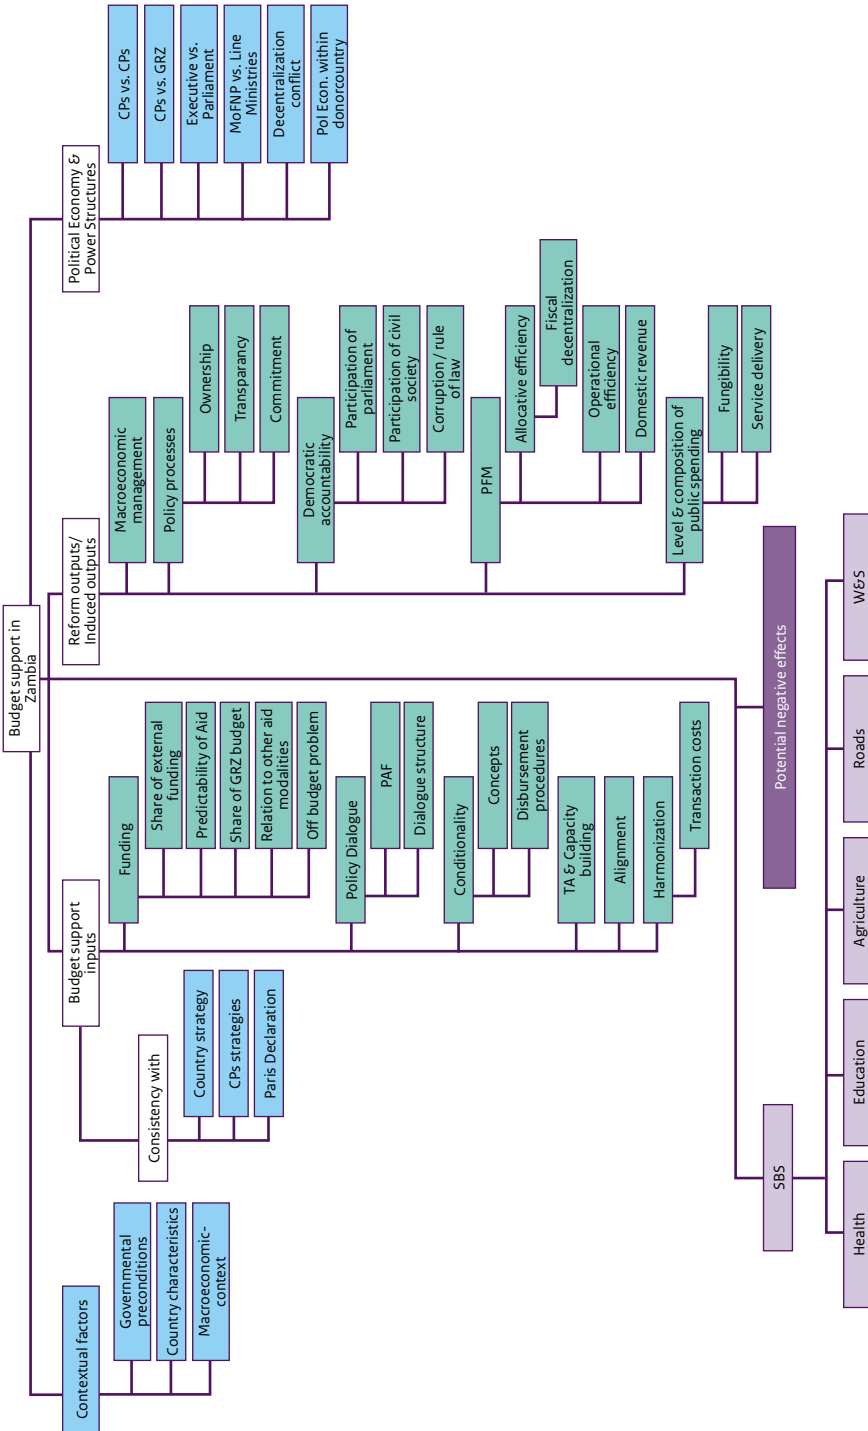 Budget support in
Zambia
Contextual factors
Governmental
preconditions
Country characteristics
Macroeconomic-
context
Budget support
inputs
Consistency with
Country strategy
CPs strategies
Paris Declaration
Funding
Share of external
funding
Predictability of Aid
Share of GRZ budget
Relation to other aid
modalities
Off budget problem
Policy Dialogue
PAF
Dialogue structure
Conditionality
Concepts
Disbursement
procedures
TA & Capacity
building
Alignment
Harmonization
Transaction costs
Reform outputs/
Induced outputs
Macroeconomic
management
Policy processes
Ownership
Transparancy
Commitment
Democratic
accountability
Participation of
parliament
Participation of civil
society
Corruption / rule
of law
PFM
Allocative efficiency
Fiscal
decentralization
Operational
efficiency
Domestic revenue
Level & composition of
public spending
Fungibility
Service delivery
Political Economy &
Power Structures
CPs vs. CPs
CPs vs. GRZ
Executive vs.
Parliament
MoFNP vs. Line
Ministries
Decentralization
conflict
Pol Econ. within
donorcountry
SBS
Potential negative effects
Health
Education
Agriculture
Roads
W&S